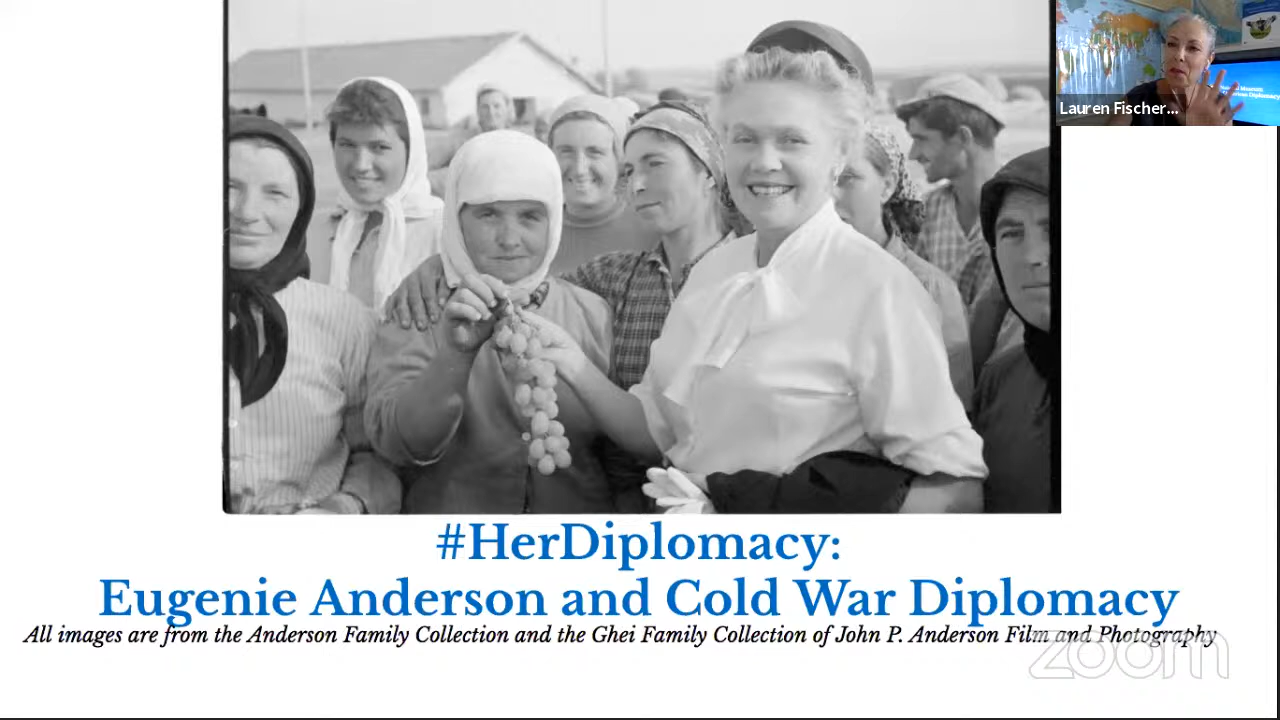 Lauren Fischer...
#HerDiplomacy:
Eugenie Anderson and Cold War Diplomacy
All images are from the Anderson Family Collection and the Ghei Family Collection of John P. Anderson Film and Photography
zoom